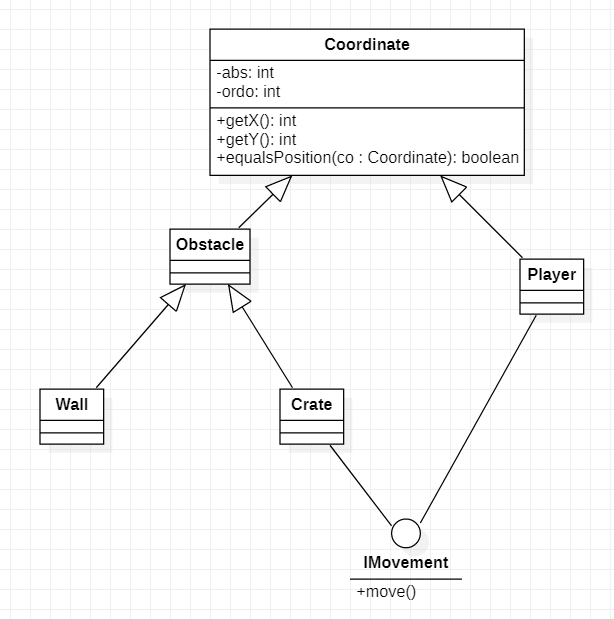 Coordinate
-abs: int
-ordo: int
+getX(): int
+getY(): int
+equalsPosition(co : Coordinate): boolean
Obstacle
Player
Wall
Crate
IMovement
+move()